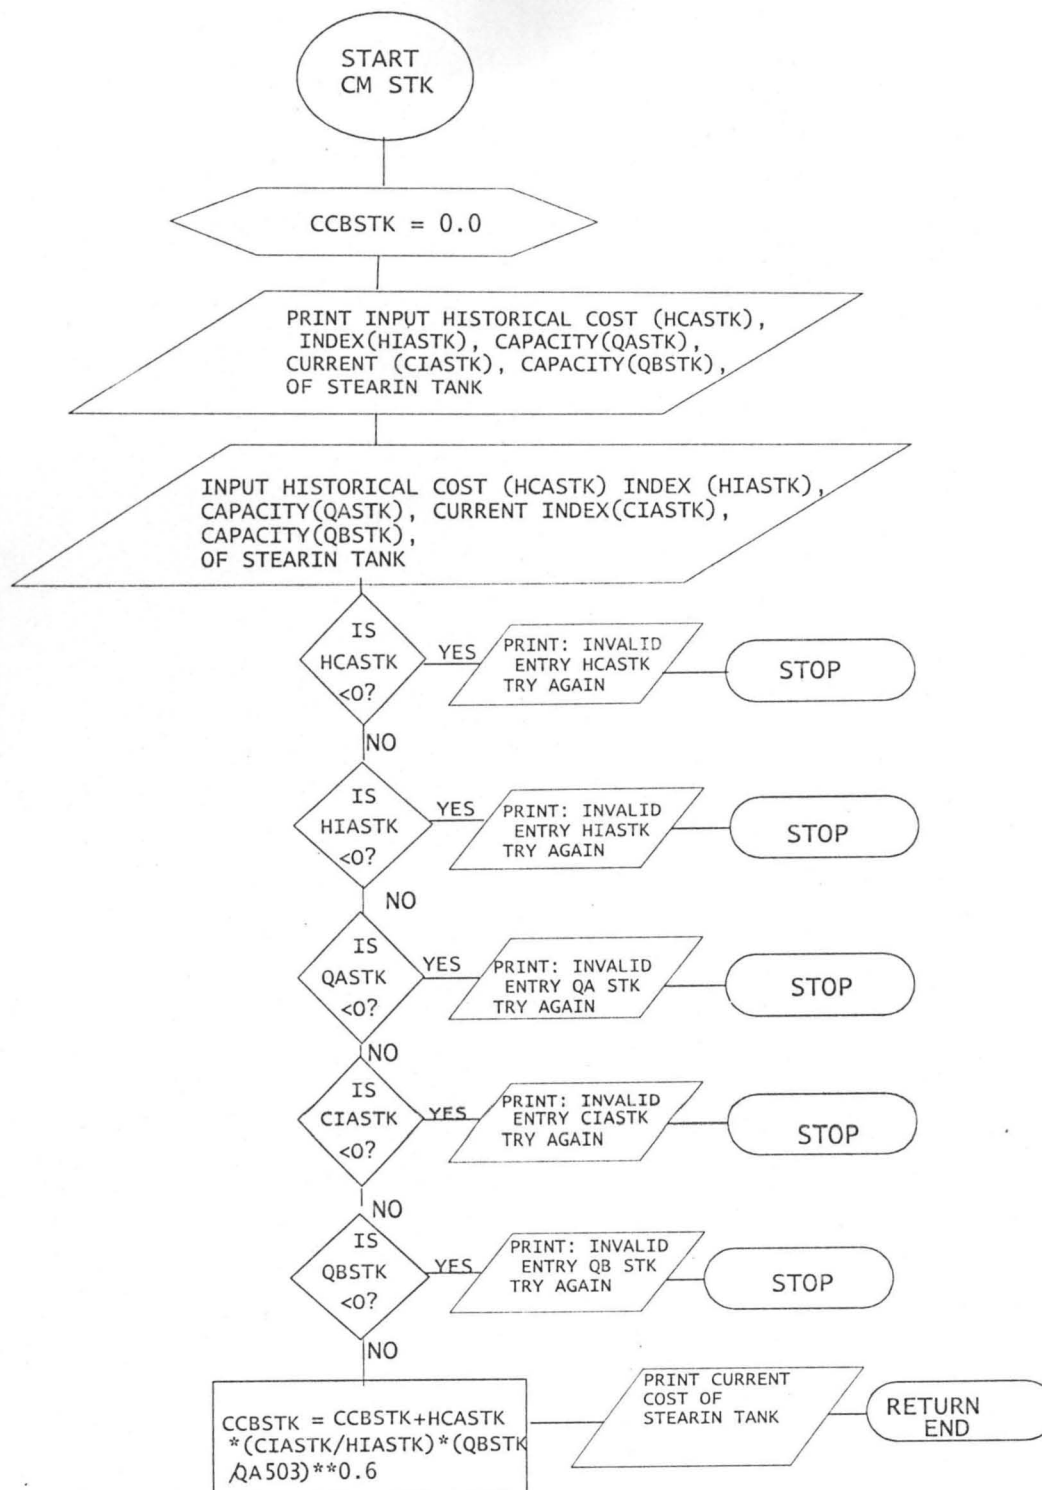 START
CM STK
CCBSTK = 0.0
PRINT INPUT HISTORICAL COST (HCASTK),
INDEX(HIASTK), CAPACITY(QASTK),
CURRENT (CIASTK), CAPACITY(QBSTK),
OF STEARIN TANK
INPUT HISTORICAL COST (HCASTK) INDEX (HIASTK),
CAPACITY(QASTK), CURRENT INDEX(CIASTK),
CAPACITY(QBSTK),
OF STEARIN TANK
IS
HCASTK
<0?
YES
PRINT: INVALID
ENTRY HCASTK
TRY AGAIN
STOP
NO
IS
HIASTK
<0?
YES
PRINT: INVALID
ENTRY HIASTK
TRY AGAIN
STOP
NO
IS
QASTK
<0?
YES
PRINT: INVALID
ENTRY QA STK
TRY AGAIN
STOP
NO
IS
CIASTK
<0?
YES
PRINT: INVALID
ENTRY CIASTK
TRY AGAIN
STOP
NO
IS
QBSTK
<0?
YES
PRINT: INVALID
ENTRY QB STK
TRY AGAIN
STOP
NO
CCBSTK = CCBSTK+HCASTK
*(CIASTK/HIASTK)*(QBSTK
/QA503)**0.6
PRINT CURRENT
COST OF
STEARIN TANK
RETURN
END